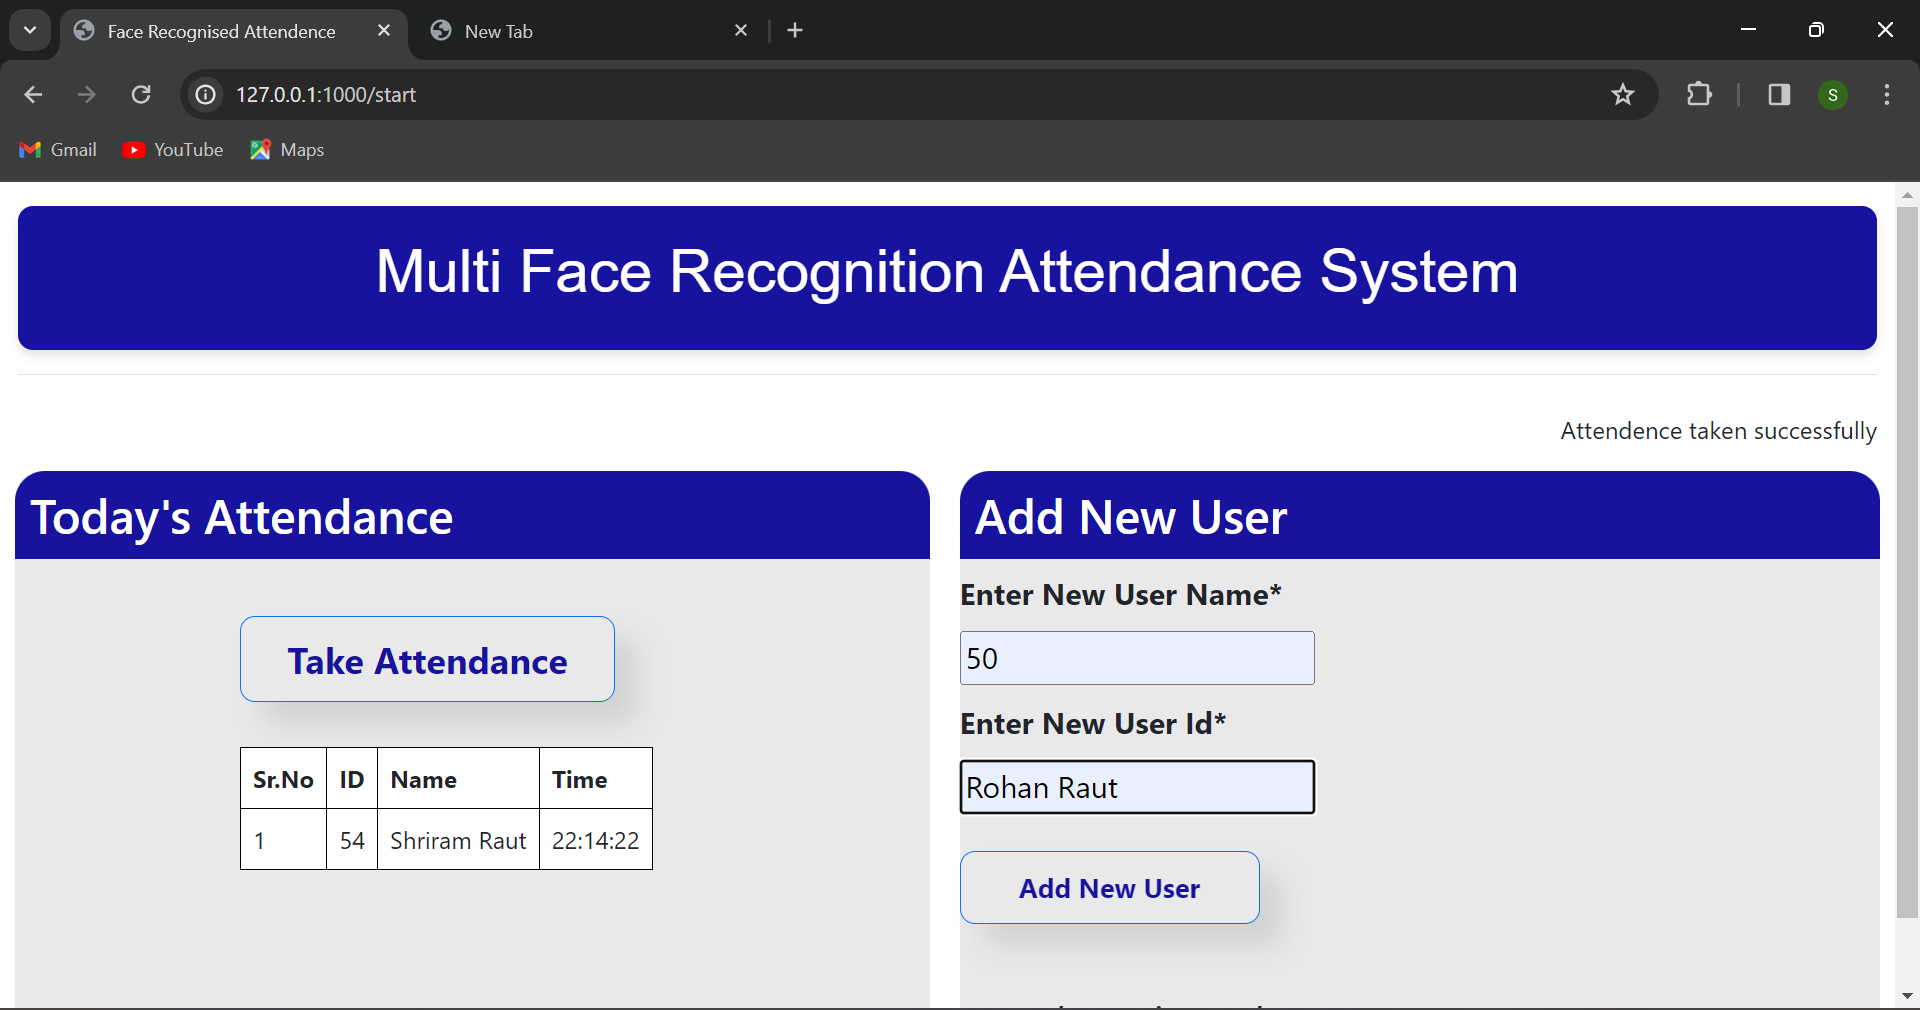 Face Recognised Attendence
New Tab
127.0.0.1:1000/start
S
Gmail
YouTube
Maps
Multi Face Recognition Attendance System
Attendence taken successfully
Today's Attendance
Take Attendance
Sr.No ID Name Time
1 54 Shriram Raut 22:14:22
Add New User
Enter New User Name*
50
Enter New User Id*
Rohan Raut
Add New User